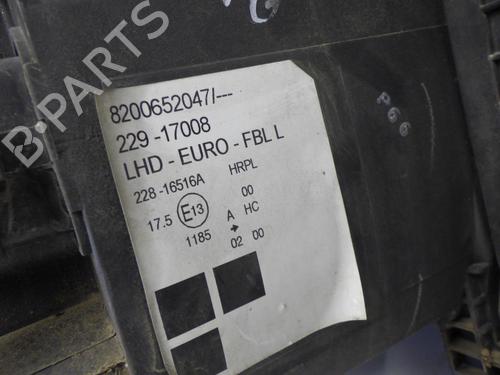 B-PARTS
8200652047/---
229 -17008
LHD - EURO - FBL L
228 -16516A HRPL
00
17.5 E13 A HC
1185 02 00
P66